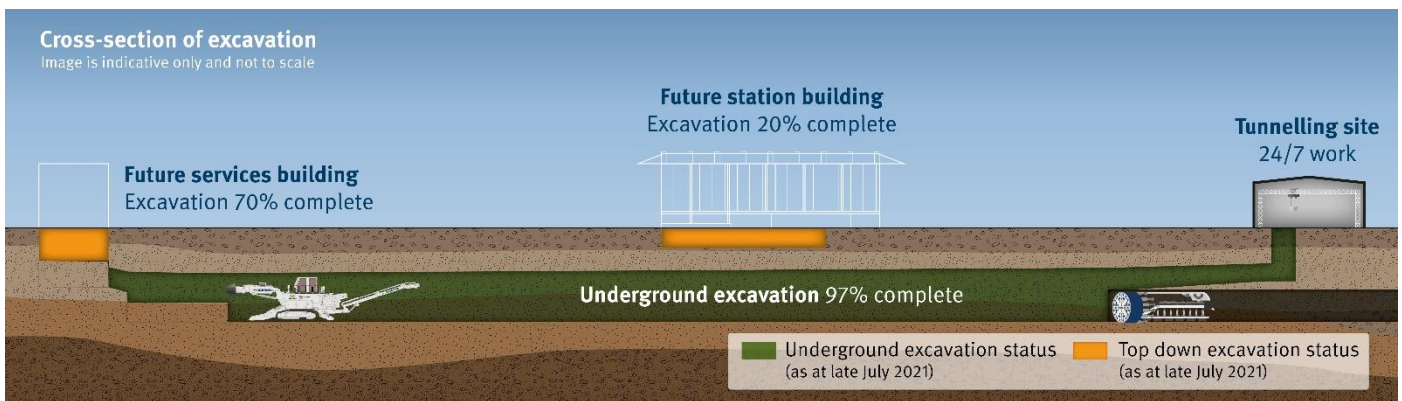 Cross-section of excavation
Image is indicative only and not to scale
Future station building
Excavation 20% complete
Tunnelling site
24/7 work
Future services building
Excavation 70% complete
Underground excavation 97% complete
Underground excavation status
(as at late July 2021)
Top down excavation status
(as at late July 2021)